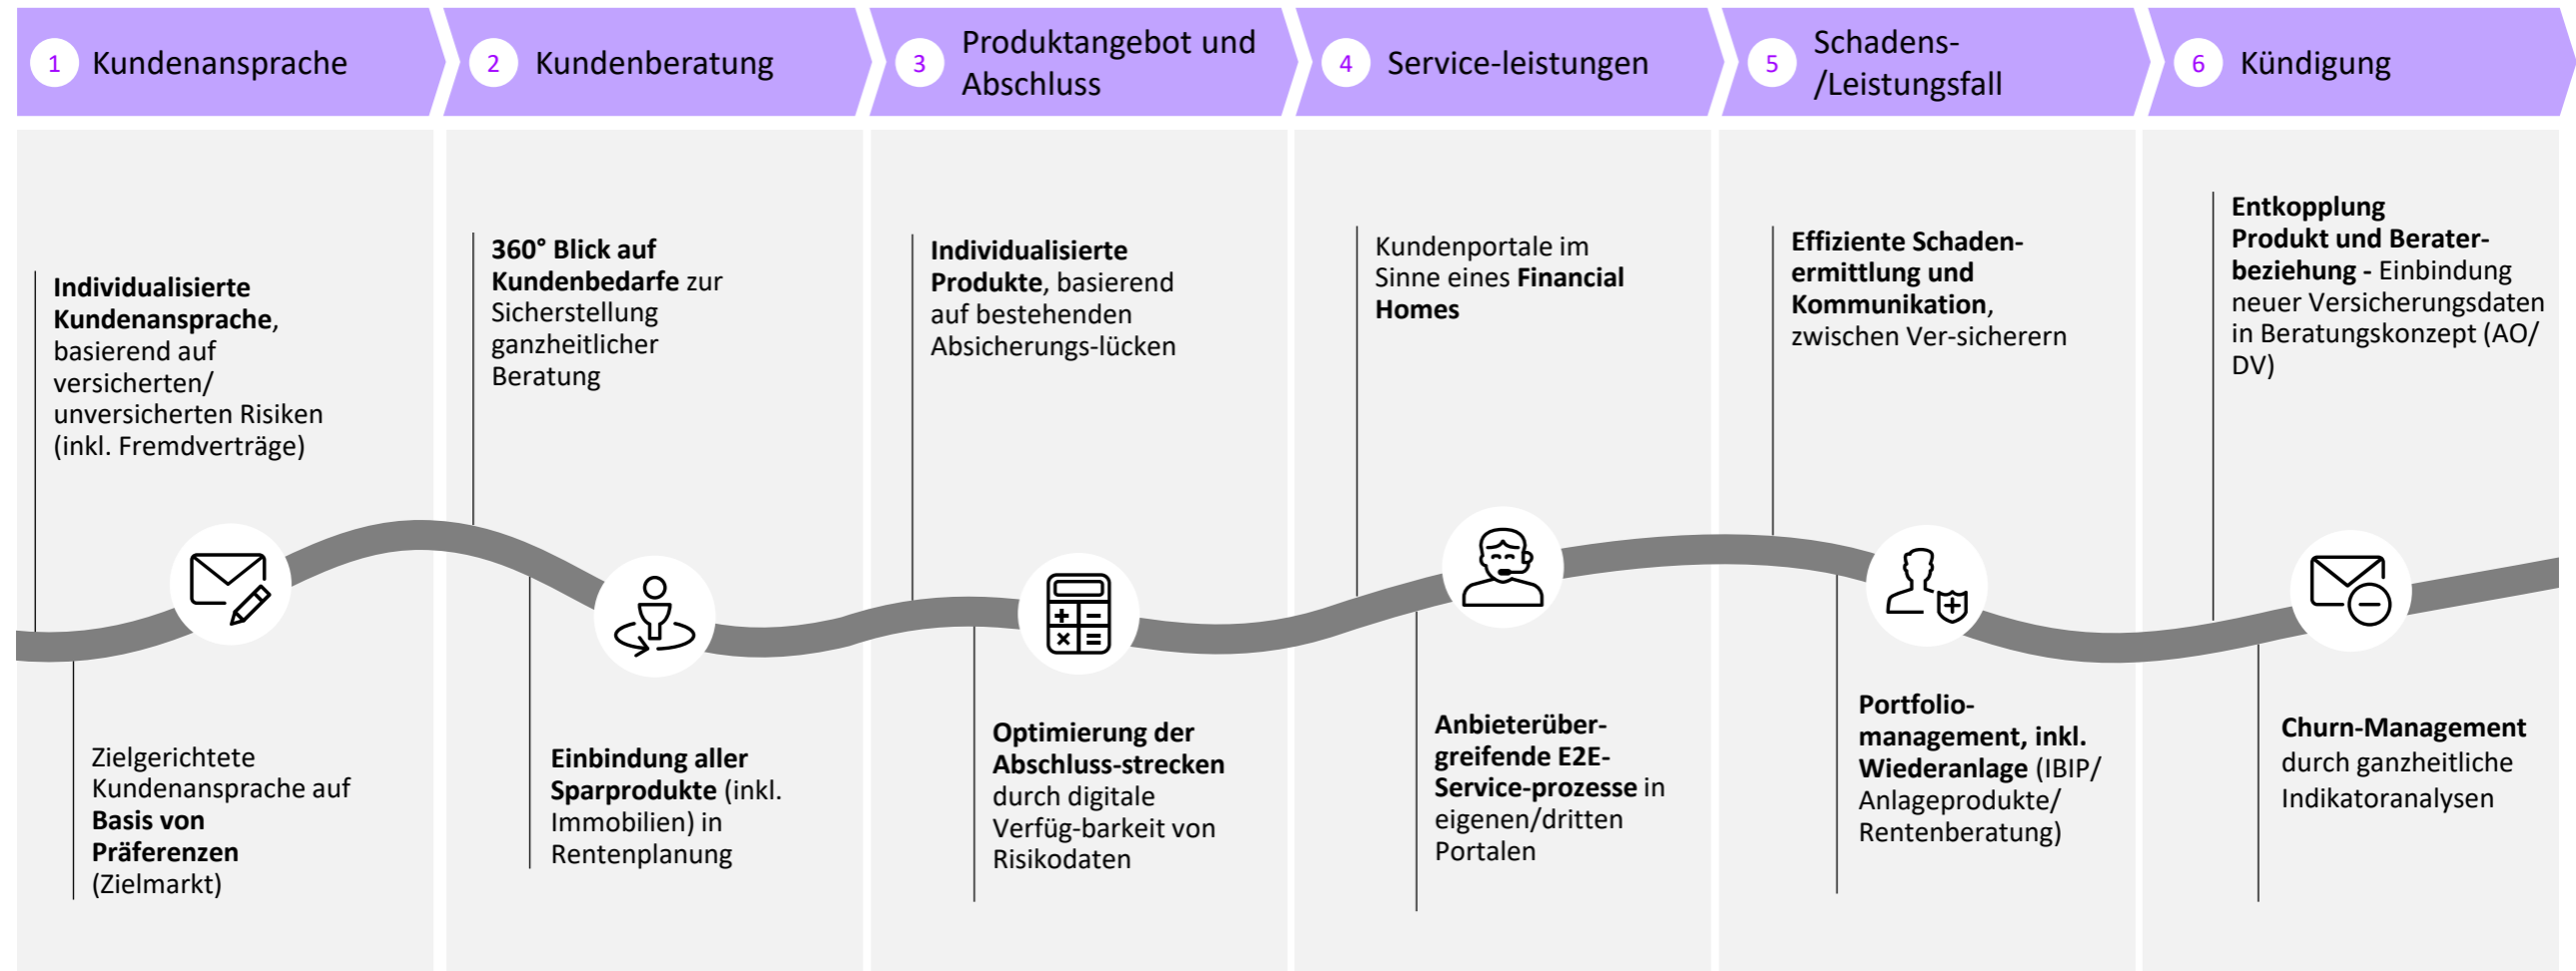 1
Kundenansprache
2
Kundenberatung
3
Produktangebot und
Abschluss
4
Service-leistungen
5
Schadens-
/Leistungsfall
6
Kündigung
Individualisierte
Kundenansprache,
basierend auf
versicherten/
unversicherten Risiken
(inkl. Fremdverträge)
Zielgerichtete
Kundenansprache auf
Basis von
Präferenzen
(Zielmarkt)
360° Blick auf
Kundenbedarfe zur
Sicherstellung
ganzheitlicher
Beratung
Einbindung aller
Sparprodukte (inkl.
Immobilien) in
Rentenplanung
Individualisierte
Produkte, basierend
auf bestehenden
Absicherungs-lücken
Optimierung der
Abschluss-strecken
durch digitale
Verfüg-barkeit von
Risikodaten
Kundenportale im
Sinne eines Financial
Homes
Anbieterüber-
greifende E2E-
Service-prozesse in
eigenen/dritten
Portalen
Effiziente Schaden-
ermittlung und
Kommunikation,
zwischen Ver-sicherern
Portfolio-
management, inkl.
Wiederanlage (IBIP/
Anlageprodukte/
Rentenberatung)
Entkopplung
Produkt und Berater-
beziehung - Einbindung
neuer Versicherungsdaten
in Beratungskonzept (AO/
DV)
Churn-Management
durch ganzheitliche
Indikatoranalysen